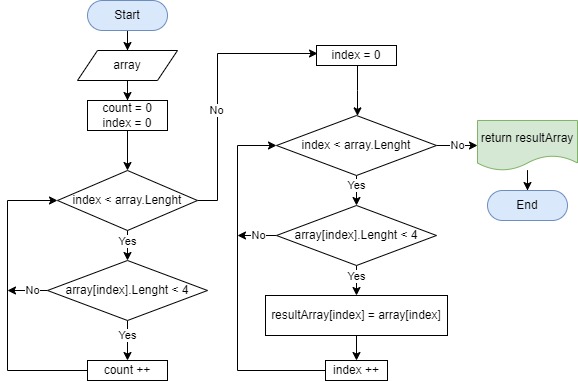 Start
array
count = 0
index = 0
index < array.Lenght
No
Yes
array[index].Lenght < 4
No
Yes
count ++
index = 0
index < array.Lenght
No
Yes
array[index].Lenght < 4
No
Yes
resultArray[index] = array[index]
index ++
return resultArray
End